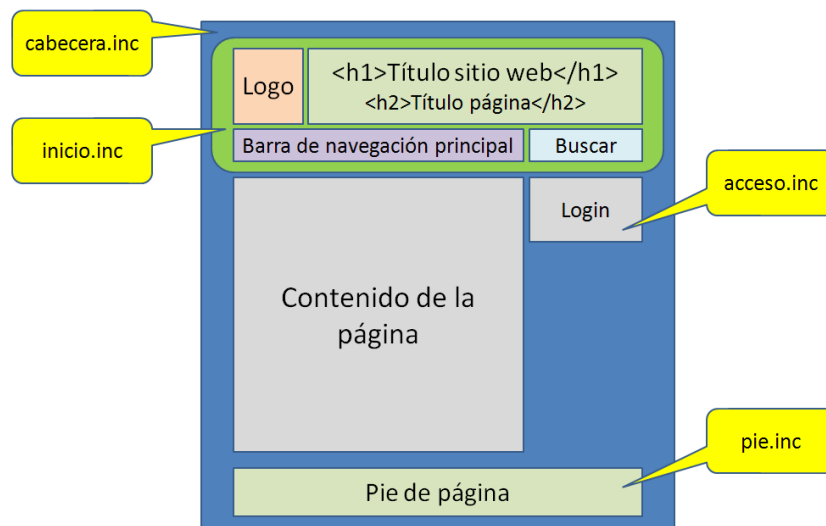 cabecera.inc
Logo
<h1>Título sitio web</h1>
<h2>Título página</h2>
inicio.inc
Barra de navegación principal
Buscar
acceso.inc
Login
Contenido de la
página
pie.inc
Pie de página